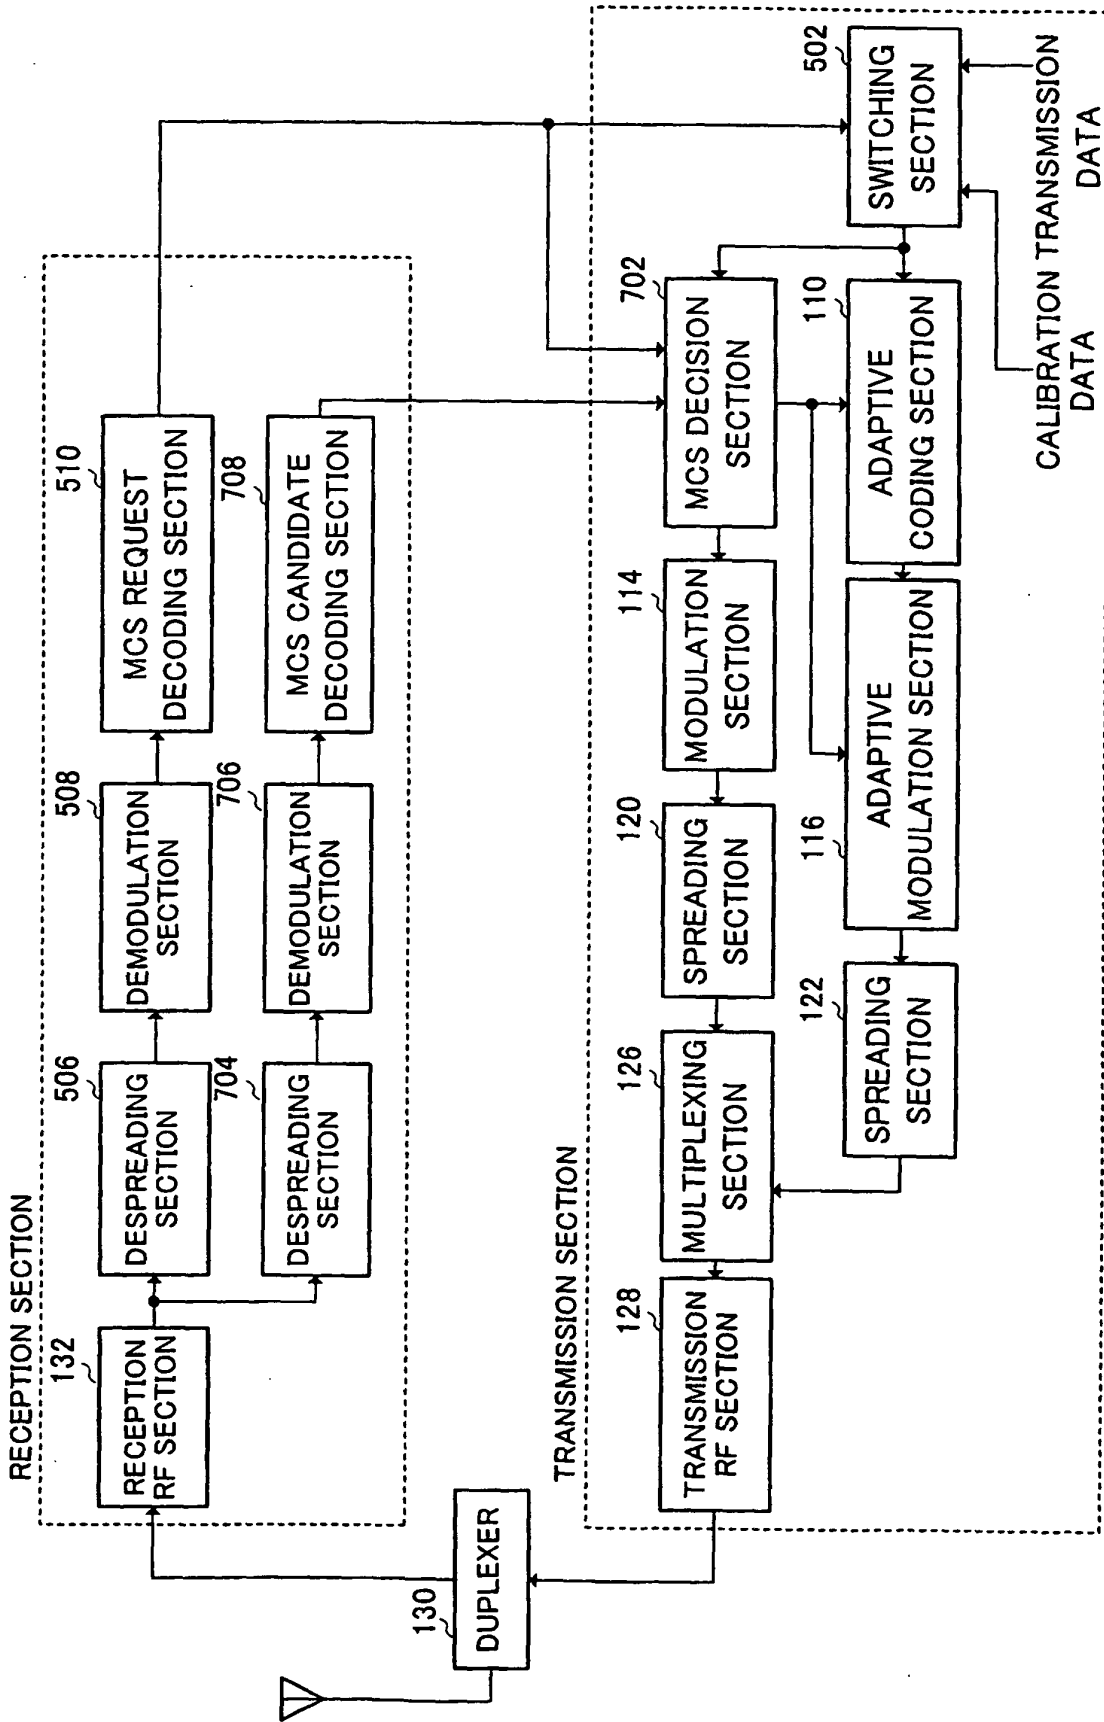 RECEPTION SECTION
132
RECEPTION
RF SECTION
506
DESPREADING
SECTION
508
DEMODULATION
SECTION
510
MCS REQUEST
DECODING SECTION
704
DESPREADING
SECTION
706
DEMODULATION
SECTION
708
MCS CANDIDATE
DECODING SECTION
130
DUPLEXER
TRANSMISSION SECTION
128
TRANSMISSION
RF SECTION
126
MULTIPLEXING
SECTION
120
SPREADING
SECTION
114
MODULATION
SECTION
702
MCS DECISION
SECTION
502
SWITCHING
SECTION
122
SPREADING
SECTION
116
ADAPTIVE
MODULATION SECTION
110
ADAPTIVE
CODING SECTION
CALIBRATION
DATA
TRANSMISSION
DATA